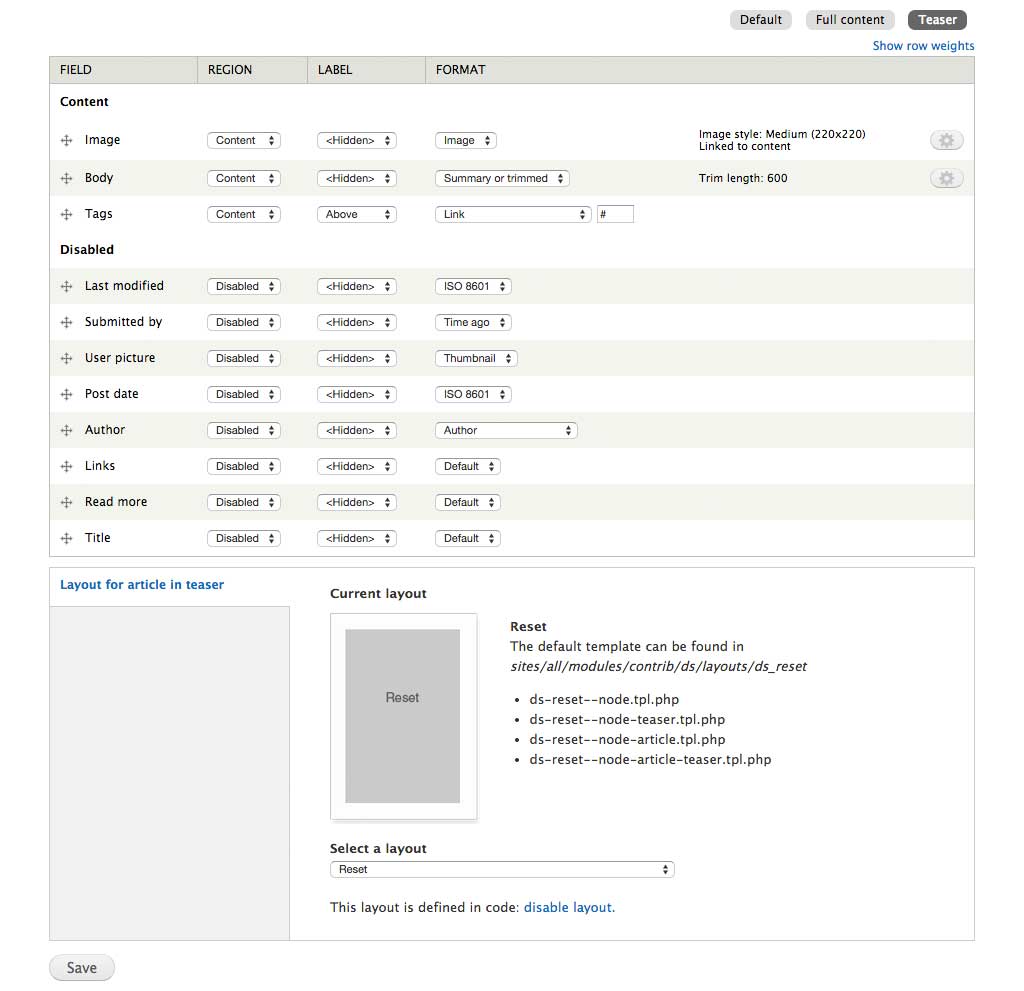 Default Full content Teaser
Show row weights
FIELD REGION LABEL FORMAT
Content
Image Content <Hidden> Image Image style: Medium (220x220)
Linked to content
Body Content <Hidden> Summary or trimmed Trim length: 600
Tags Content Above Link #
Disabled
Last modified Disabled <Hidden> ISO 8601
Submitted by Disabled <Hidden> Time ago
User picture Disabled <Hidden> Thumbnail
Post date Disabled <Hidden> ISO 8601
Author Disabled <Hidden> Author
Links Disabled <Hidden> Default
Read more Disabled <Hidden> Default
Title Disabled <Hidden> Default
Layout for article in teaser
Current layout
Reset
Reset
The default template can be found in
sites/all/modules/contrib/ds/layouts/ds_reset
• ds-reset--node.tpl.php
• ds-reset--node-teaser.tpl.php
• ds-reset--node-article.tpl.php
• ds-reset--node-article-teaser.tpl.php
Select a layout
Reset
This layout is defined in code: disable layout.
Save